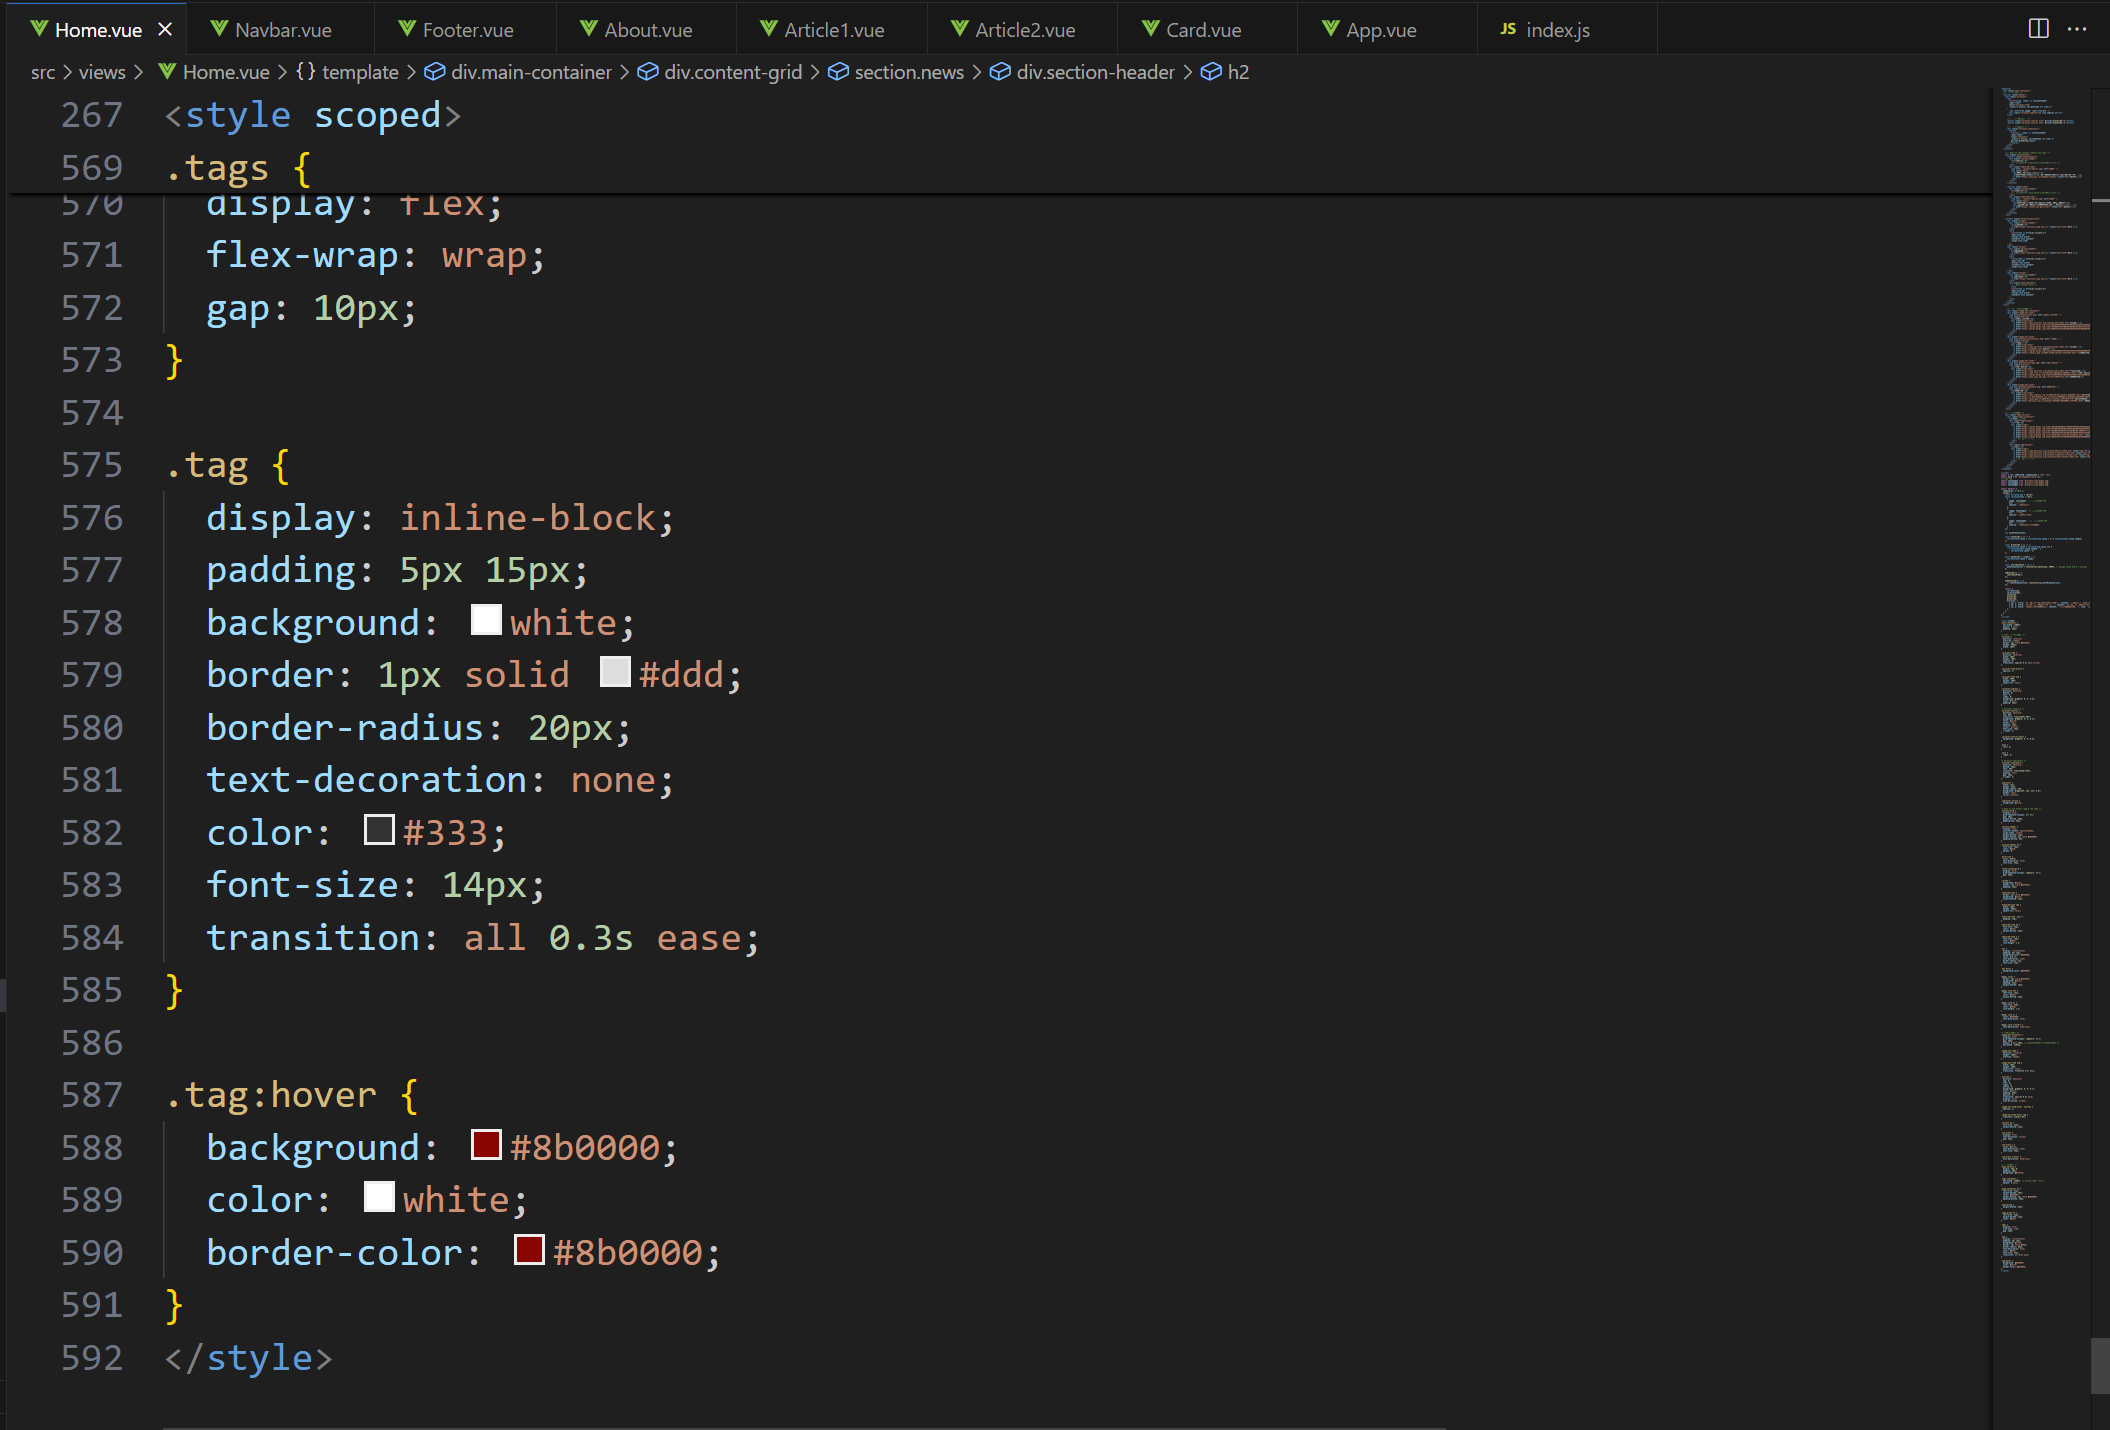 Home.vue Navbar.vue Footer.vue About.vue Article1.vue Article2.vue Card.vue App.vue JS index.js
src > views > Home.vue > {} template > div.main-container > div.content-grid > section.news > div.section-header > h2
267 <style scoped>
569 .tags {
570 display: flex;
571 flex-wrap: wrap;
572 gap: 10px;
573 }
574
575 .tag {
576 display: inline-block;
577 padding: 5px 15px;
578 background: white;
579 border: 1px solid #ddd;
580 border-radius: 20px;
581 text-decoration: none;
582 color: #333;
583 font-size: 14px;
584 transition: all 0.3s ease;
585 }
586
587 .tag:hover {
588 background: #8b0000;
589 color: white;
590 border-color: #8b0000;
591 }
592 </style>